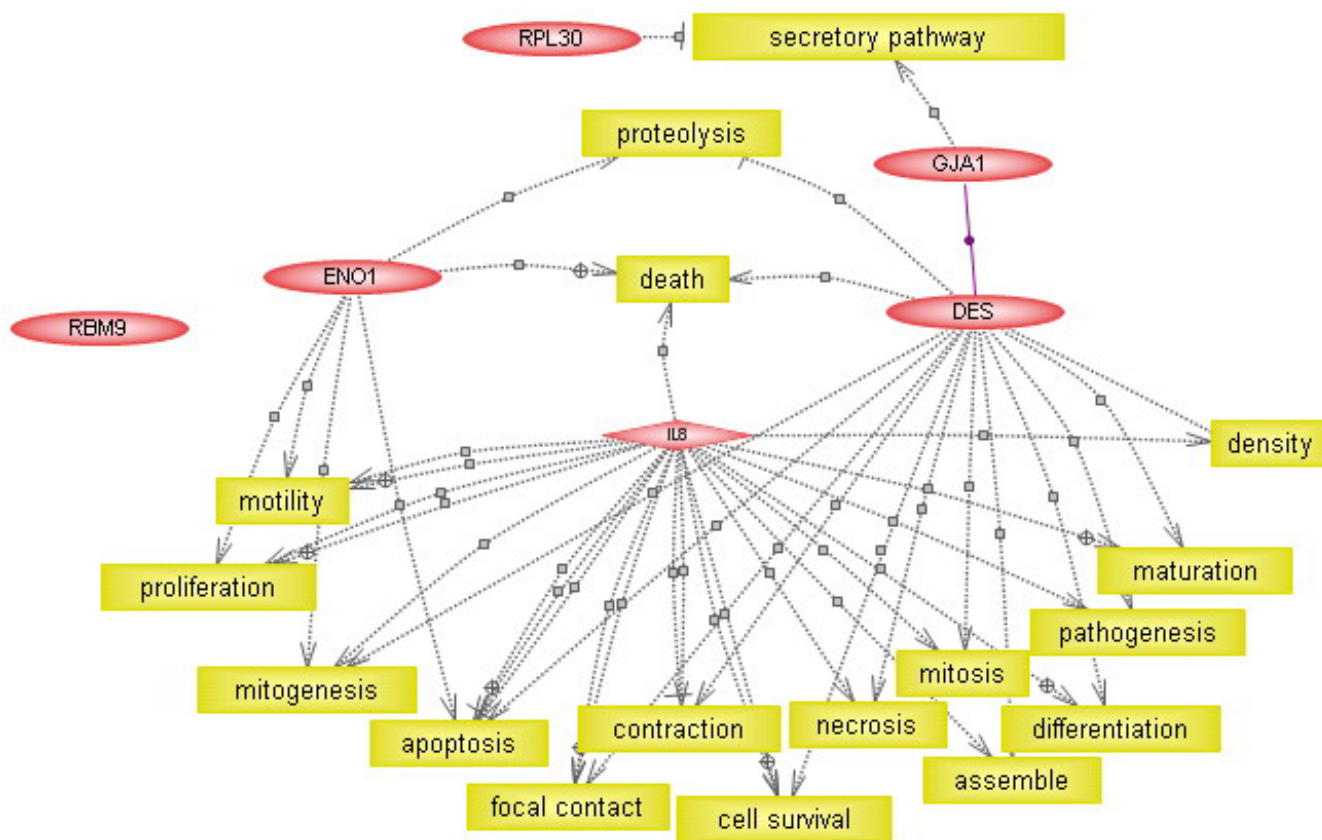 RPL30
secretory pathway
proteolysis
GJA1
ENO1
death
DES
RBM9
IL8
density
motility
proliferation
maturation
pathogenesis
mitogenesis
mitosis
apoptosis
contraction
necrosis
differentiation
assemble
focal contact
cell survival